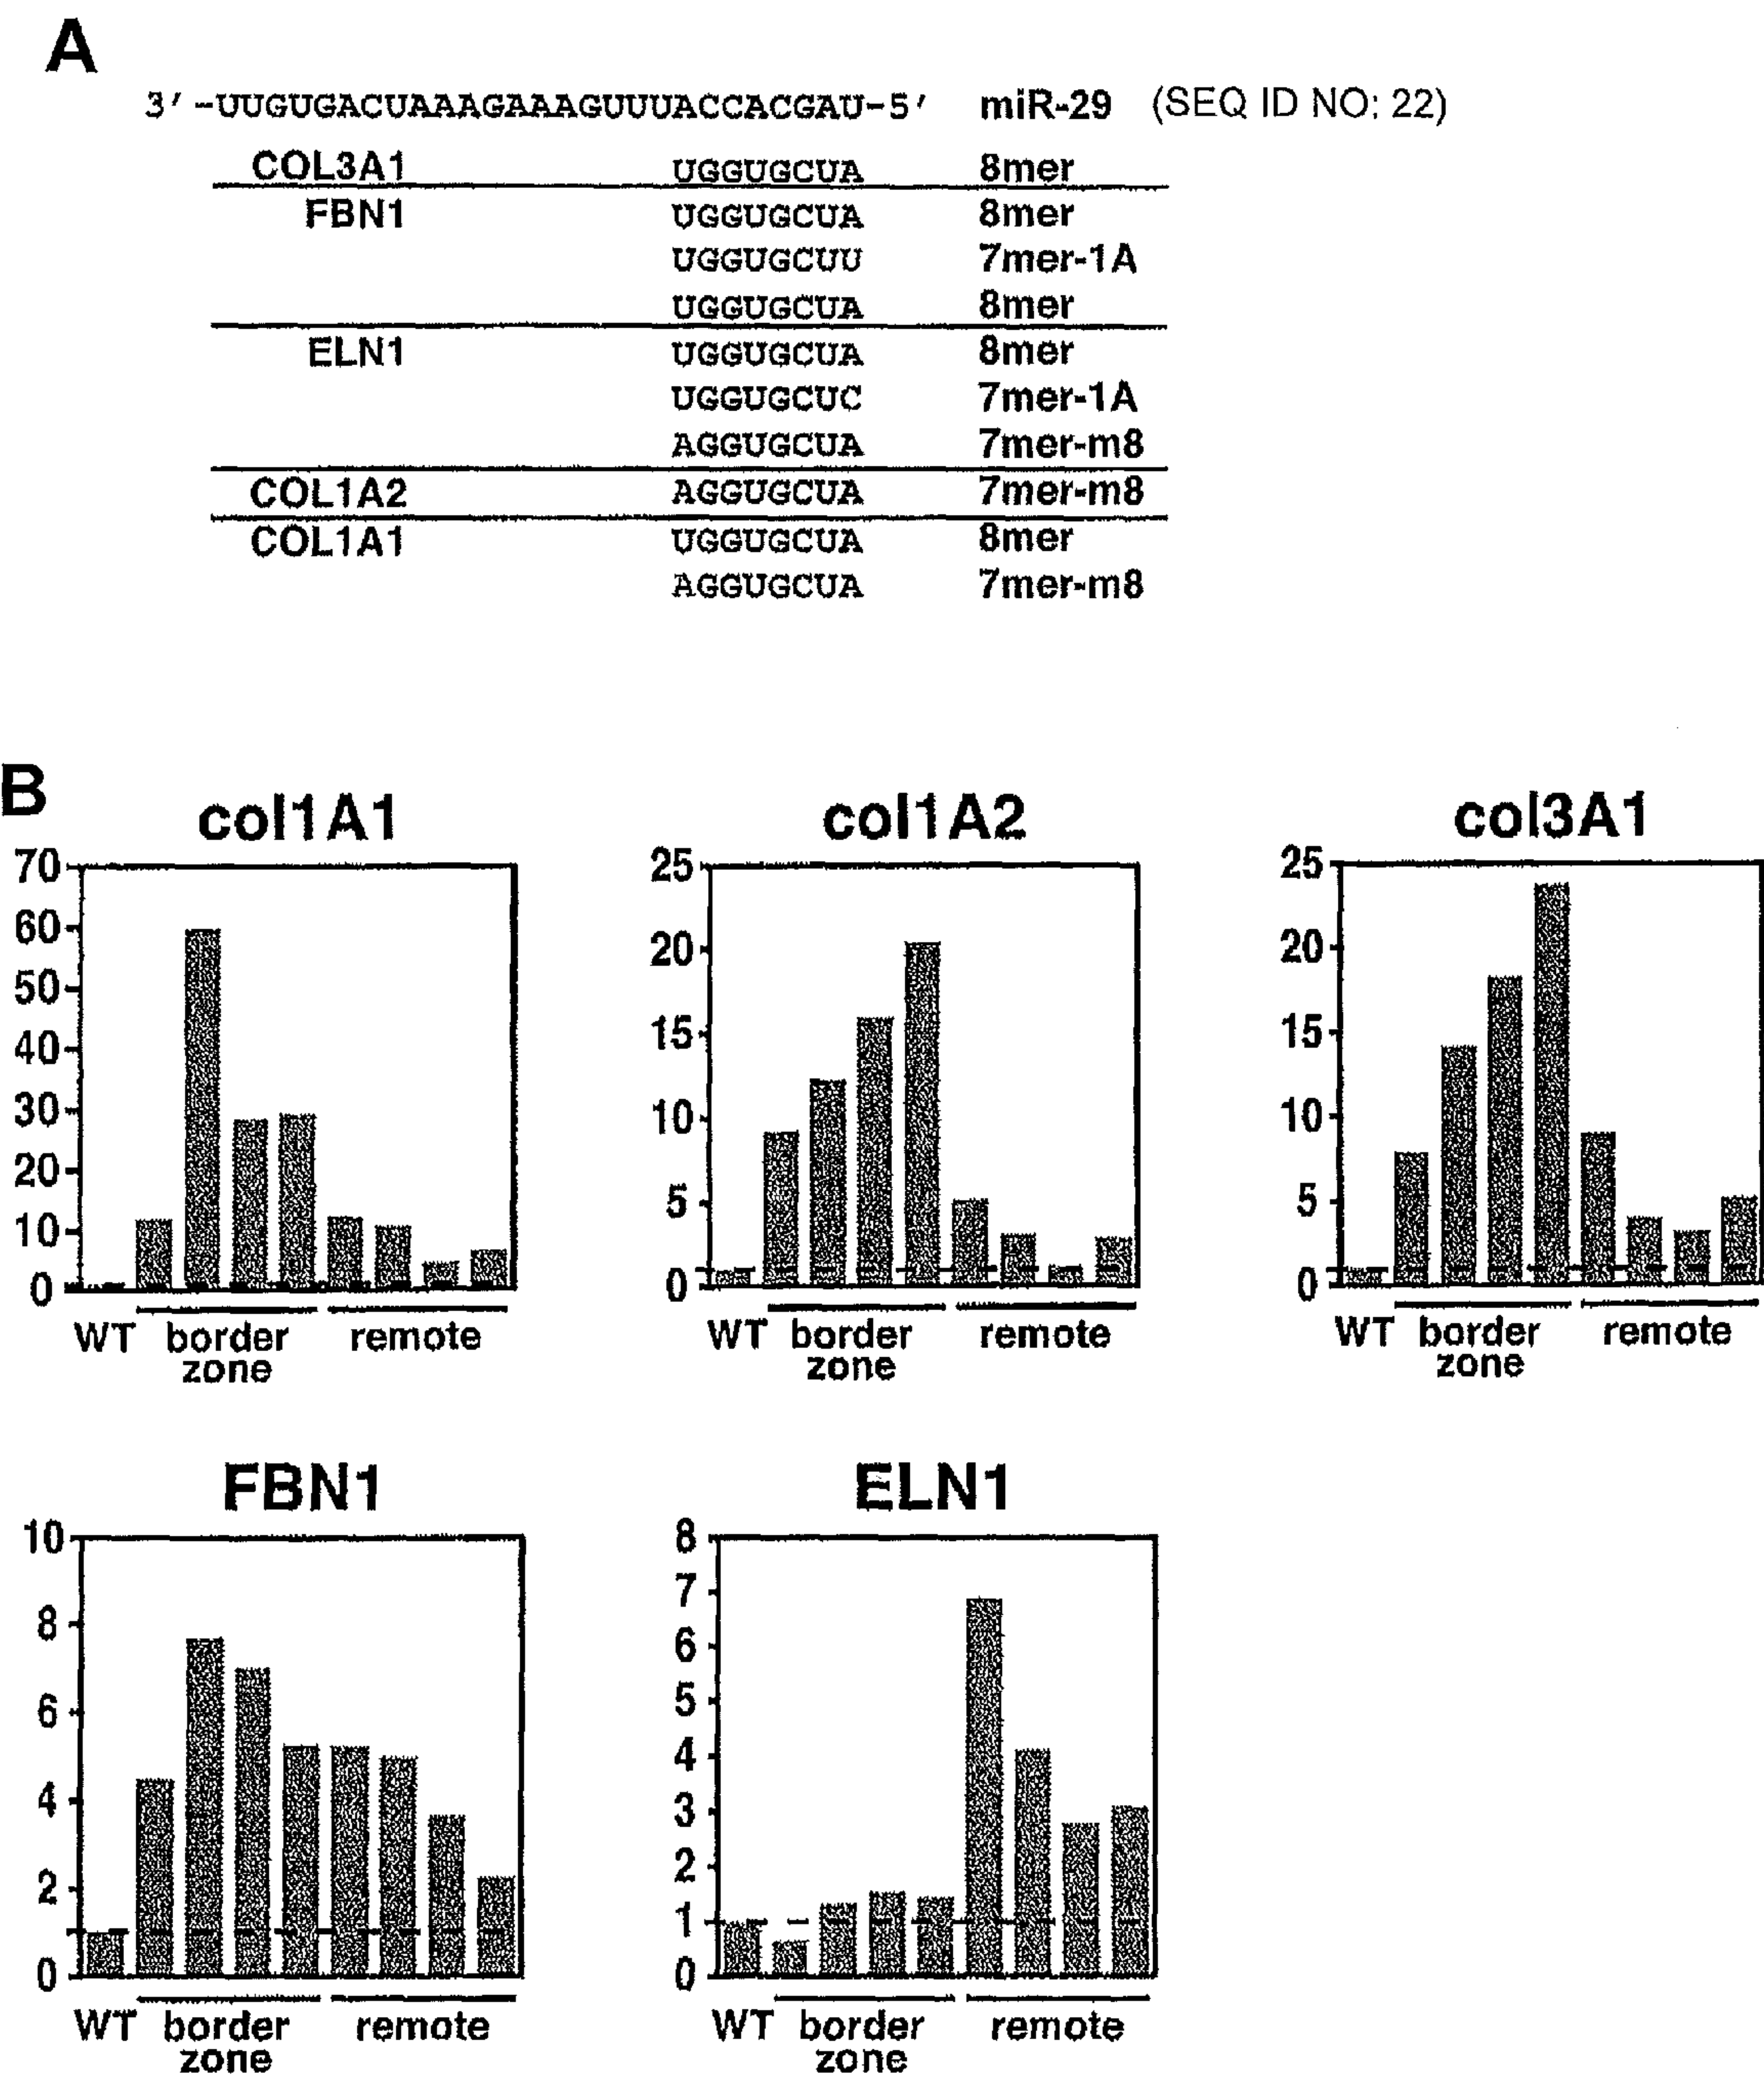 A
3′-UUGUGACUAAAGAAAGUUUACCACGAU-5′ miR-29 (SEQ ID NO: 22)
COL3A1 UGGUGCUA 8mer
FBN1 UGGUGCUA 8mer
UGGUGCUU 7mer-1A
UGGUGCUA 8mer
ELN1 UGGUGCUA 8mer
UGGUGCUC 7mer-1A
AGGUGCUA 7mer-m8
COL1A2 AGGUGCUA 7mer-m8
COL1A1 UGGUGCUA 8mer
AGGUGCUA 7mer-m8
B
col1A1
70
60
50
40
30
20
10
0
WT border remote
zone
col1A2
25
20
15
10
5
0
WT border remote
zone
col3A1
25
20
15
10
5
0
WT border remote
zone
FBN1
10
8
6
4
2
0
WT border remote
zone
ELN1
8
7
6
5
4
3
2
1
0
WT border remote
zone